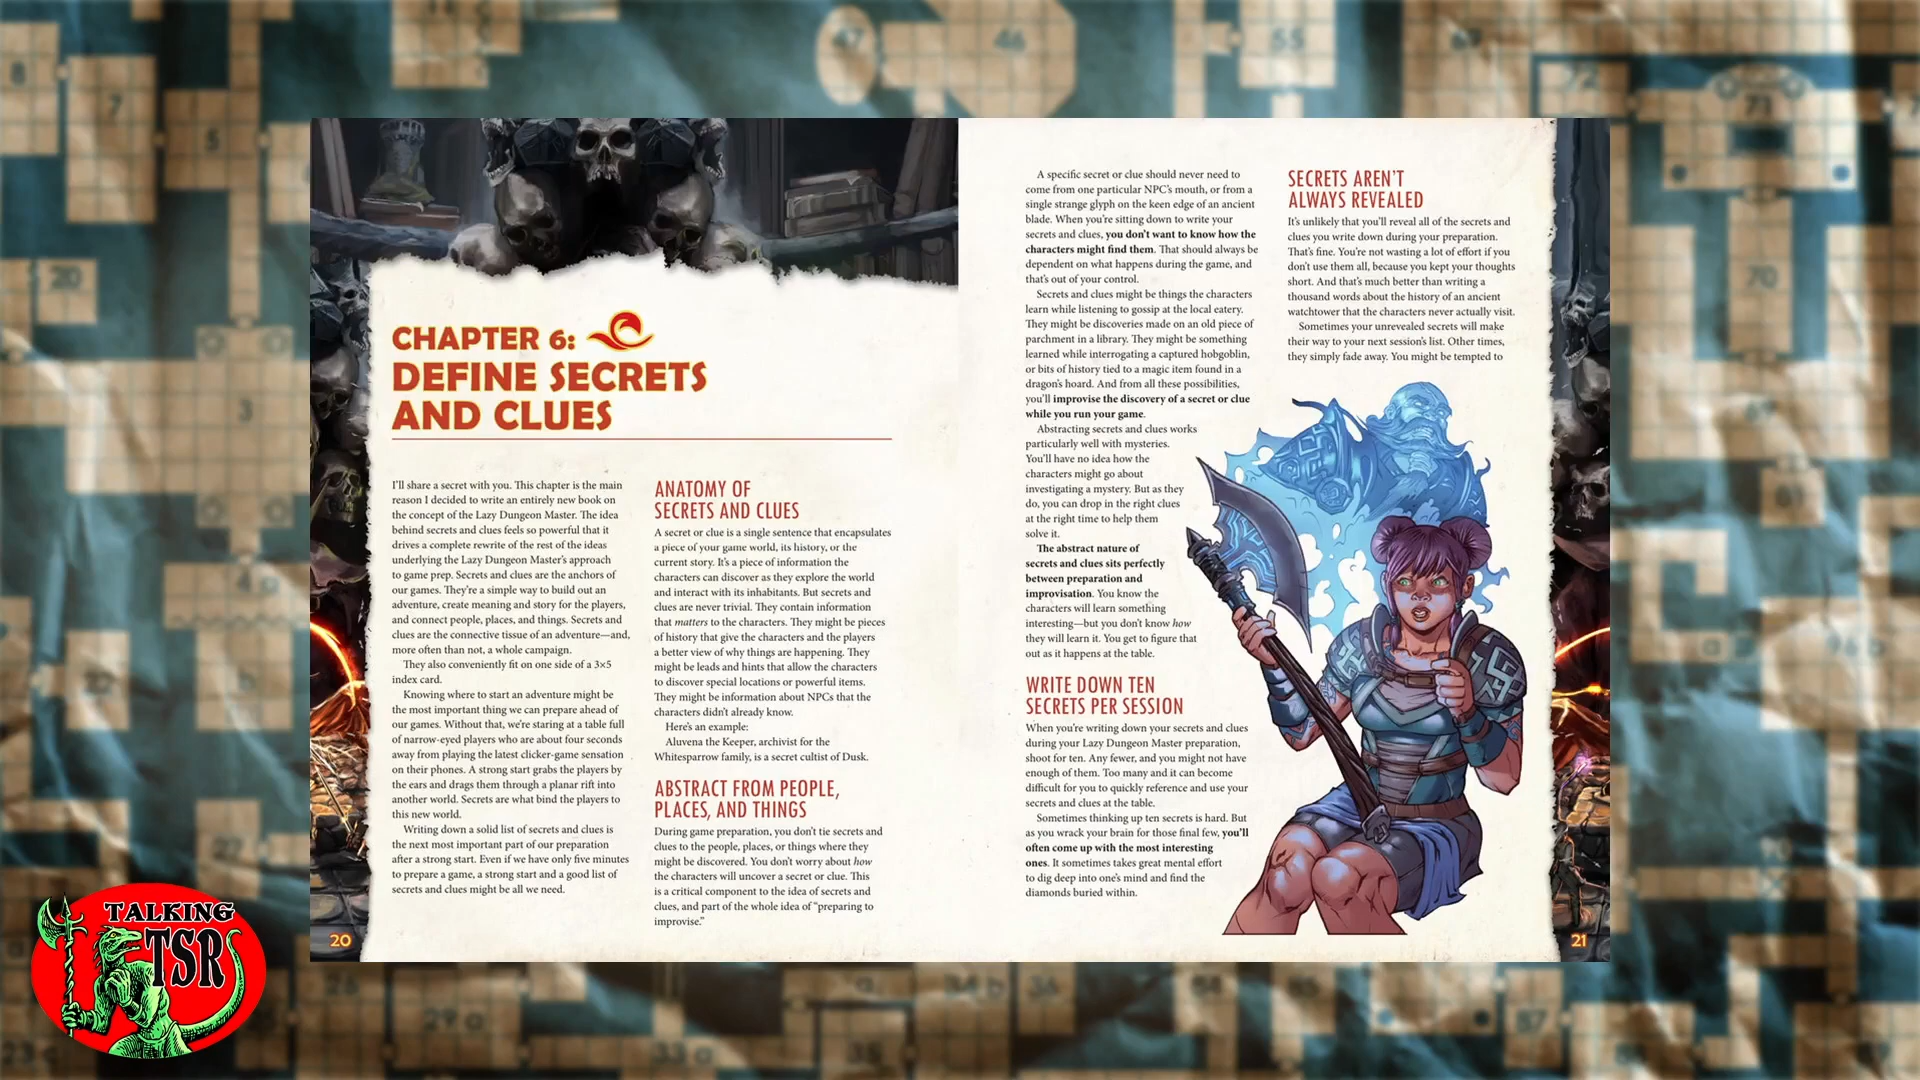 CHAPTER 6:
DEFINE SECRETS
AND CLUES
I'll share a secret with you. This chapter is the main
reason I decided to write an entirely new book on
the concept of the Lazy Dungeon Master. The idea
behind secrets and clues feels so powerful that it
drives a complete rewrite of the rest of the ideas
underlying the Lazy Dungeon Master's approach
to game prep. Secrets and clues are the anchors of
our games. They're a simple way to build out an
adventure, create meaning and story for the players,
and connect people, places, and things. Secrets and
clues are the connective tissue of an adventure—and,
more often than not, a whole campaign.
They also conveniently fit on one side of a 3×5
index card.
Knowing where to start an adventure might be
the most important thing we can prepare ahead of
our games. Without that, we're staring at a table full
of narrow-eyed players who are about four seconds
away from playing the latest clicker-game sensation
on their phones. A strong start grabs the players by
the ears and drags them through a planar rift into
another world. Secrets are what bind the players to
this new world.
Writing down a solid list of secrets and clues is
the next most important part of our preparation
after a strong start. Even if we have only five minutes
to prepare a game, a strong start and a good list of
secrets and clues might be all we need.
ANATOMY OF
SECRETS AND CLUES
A secret or clue is a single sentence that encapsulates
a piece of your game world, its history, or the
current story. It's a piece of information the
characters can discover as they explore the world
and interact with its inhabitants. But secrets and
clues are never trivial. They contain information
that matters to the characters. They might be pieces
of history that give the characters and the players
a better view of why things are happening. They
might be leads and hints that allow the characters
to discover special locations or powerful items.
They might be information about NPCs that the
characters didn't already know.
Here's an example:
Aluvena the Keeper, archivist for the
Whitesparrow family, is a secret cultist of Dusk.
ABSTRACT FROM PEOPLE,
PLACES, AND THINGS
During game preparation, you don't tie secrets and
clues to the people, places, or things where they
might be discovered. You don't worry about how
the characters will uncover a secret or clue. This
is a critical component to the idea of secrets and
clues, and part of the whole idea of "preparing to
improvise."
20
A specific secret or clue should never need to
come from one particular NPC's mouth, or from a
single strange glyph on the keen edge of an ancient
blade. When you're sitting down to write your
secrets and clues, you don't want to know how the
characters might find them. That should always be
dependent on what happens during the game, and
that's out of your control.
Secrets and clues might be things the characters
learn while listening to gossip at the local eatery.
They might be discoveries made on an old piece of
parchment in a library. They might be something
learned while interrogating a captured hobgoblin,
or bits of history tied to a magic item found in a
dragon's hoard. And from all these possibilities,
you'll improvise the discovery of a secret or clue
while you run your game.
Abstracting secrets and clues works
particularly well with mysteries.
You'll have no idea how the
characters might go about
investigating a mystery. But as they
do, you can drop in the right clues
at the right time to help them
solve it.
The abstract nature of
secrets and clues sits perfectly
between preparation and
improvisation. You know the
characters will learn something
interesting—but you don't know how
they will learn it. You get to figure that
out as it happens at the table.
WRITE DOWN TEN
SECRETS PER SESSION
When you're writing down your secrets and clues
during your Lazy Dungeon Master preparation,
shoot for ten. Any fewer, and you might not have
enough of them. Too many and it can become
difficult for you to quickly reference and use your
secrets and clues at the table.
Sometimes thinking up ten secrets is hard. But
as you wrack your brain for those final few, you'll
often come up with the most interesting
ones. It sometimes takes great mental effort
to dig deep into one's mind and find the
diamonds buried within.
SECRETS AREN'T
ALWAYS REVEALED
It's unlikely that you'll reveal all of the secrets and
clues you write down during your preparation.
That's fine. You're not wasting a lot of effort if you
don't use them all, because you kept your thoughts
short. And that's much better than writing a
thousand words about the history of an ancient
watchtower that the characters never actually visit.
Sometimes your unrevealed secrets will make
their way to your next session's list. Other times,
they simply fade away. You might be tempted to
21
TALKING
TSR
8
7
5
47
46
55
20
3
4a
71
70
29a
33a
57